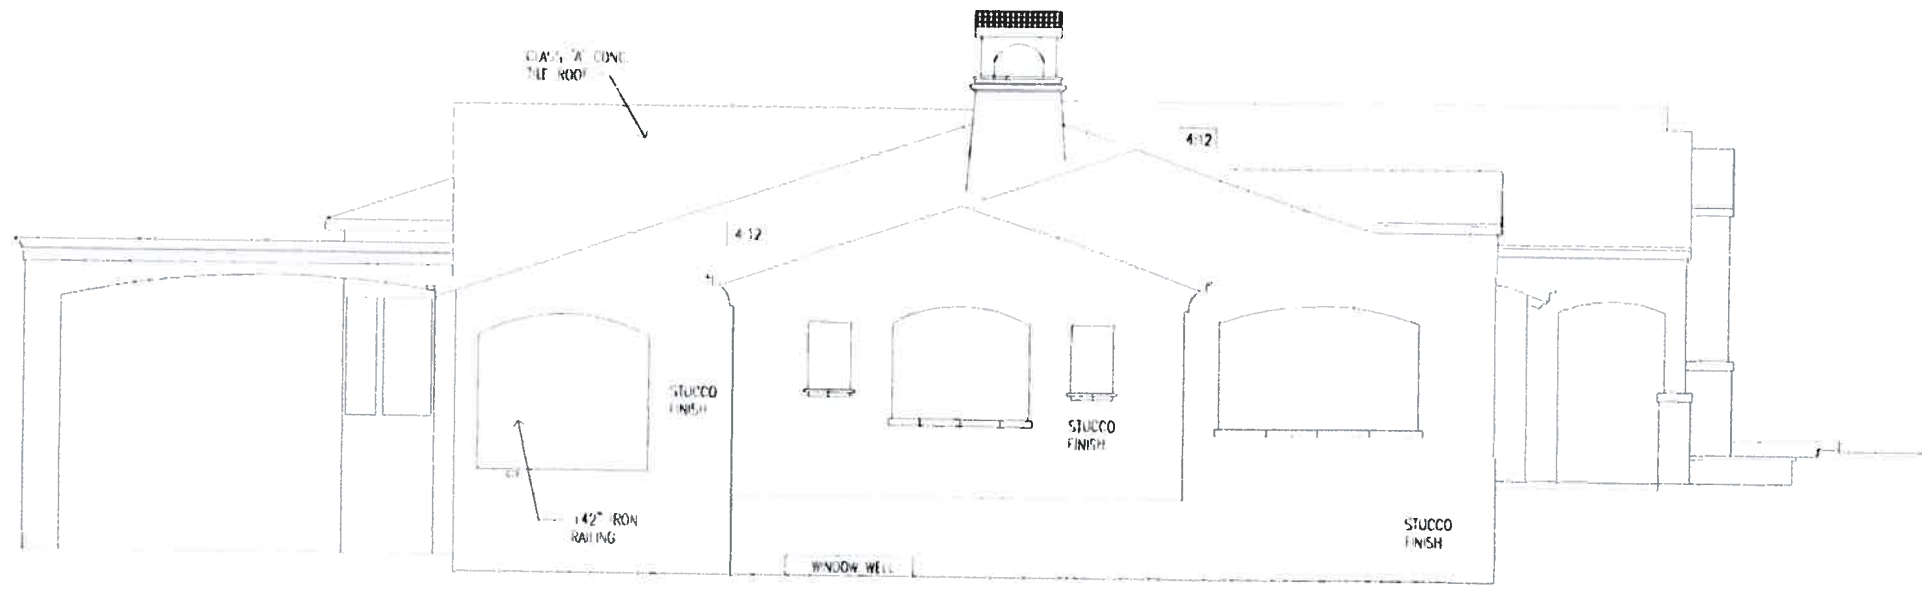 CLASS "A" CONC.
TILE ROOF
4:12
4:12
STUCCO
FINISH
STUCCO
FINISH
+42" IRON
RAILING
STUCCO
FINISH
WINDOW WELL